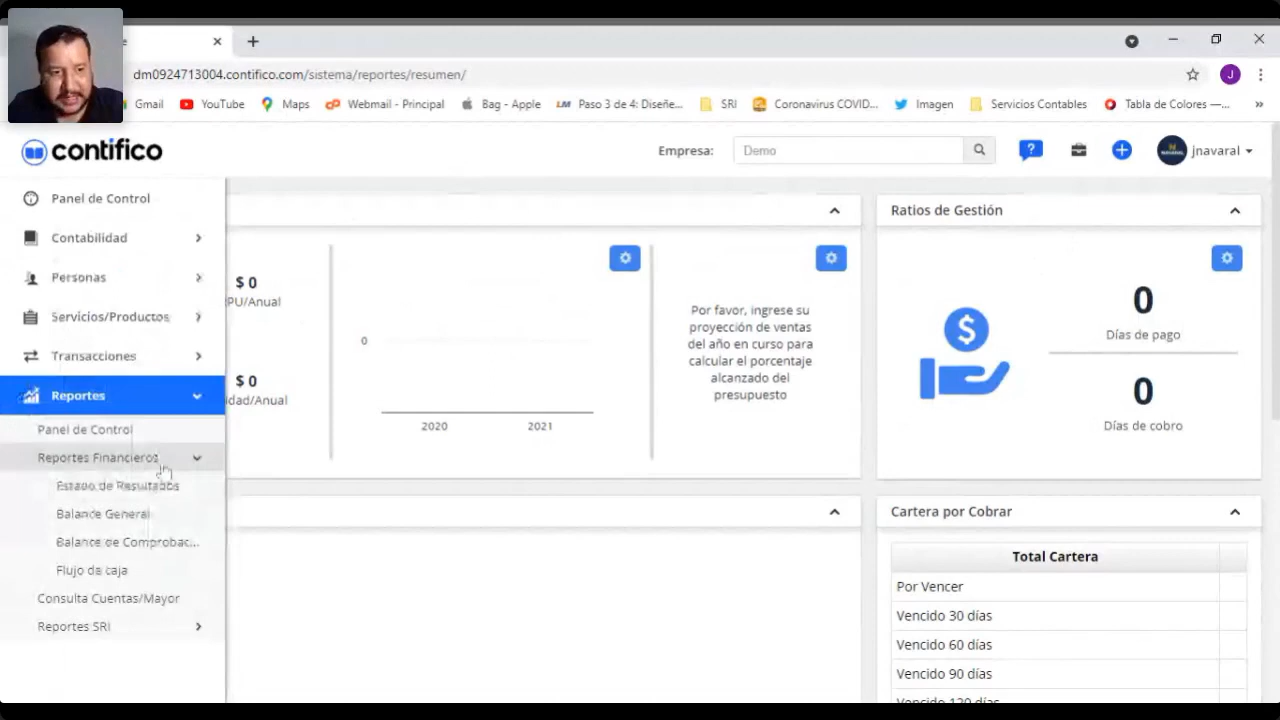 dm0924713004.contifico.com/sistema/reportes/resumen/
J
Gmail YouTube Maps Webmail - Principal Bag - Apple Paso 3 de 4: Diseñe... SRI Coronavirus COVID... Imagen Servicios Contables Tabla de Colores —... »
contifico
Empresa: Demo
? jnavaral
Panel de Control
Contabilidad
Personas
Servicios/Productos
Transacciones
Reportes
Panel de Control
Reportes Financieros
Estado de Resultados
Balance General
Balance de Comprobac...
Flujo de caja
Consulta Cuentas/Mayor
Reportes SRI
$ 0
PU/Anual
$ 0
idad/Anual
0
2020 2021
Por favor, ingrese su
proyección de ventas
del año en curso para
calcular el porcentaje
alcanzado del
presupuesto
Ratios de Gestión
$
0
Días de pago
0
Días de cobro
Cartera por Cobrar
Total Cartera
Por Vencer
Vencido 30 días
Vencido 60 días
Vencido 90 días
Vencido 120 días